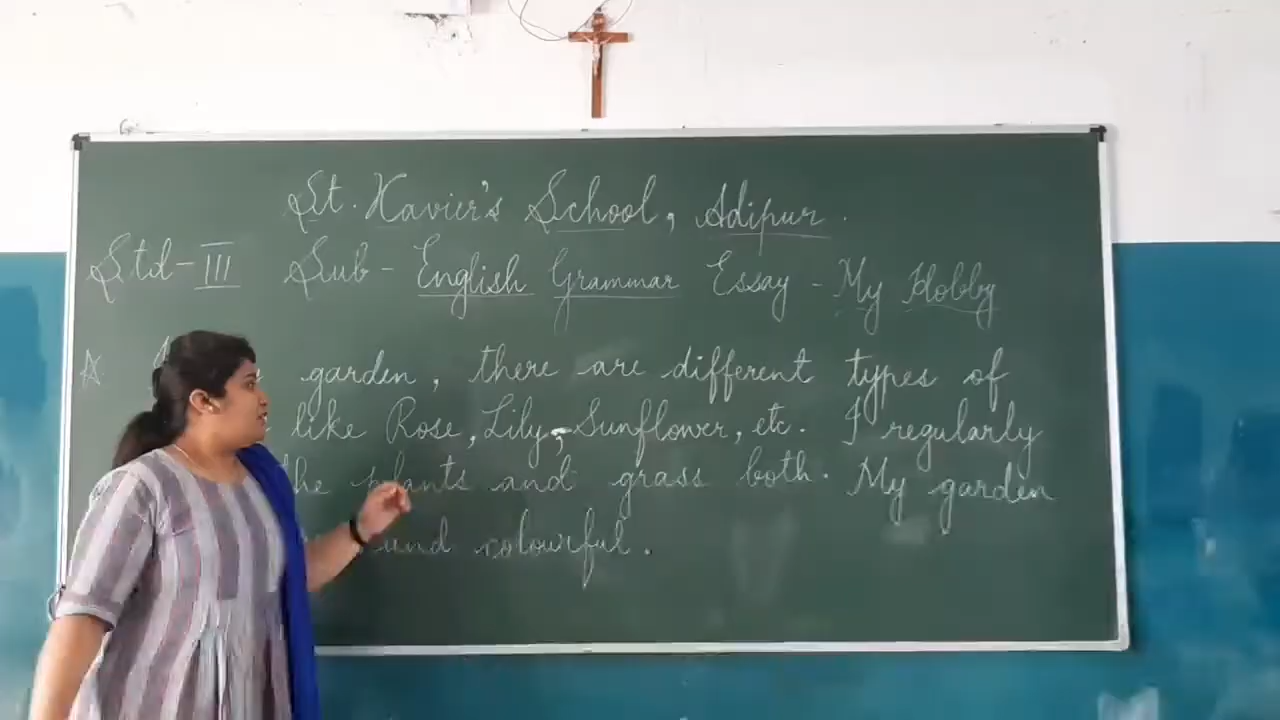 St. Xavier's School, Adipur.
Std - III Sub - English Grammar Essay - My Hobby
garden, there are different types of
like Rose, Lily, Sunflower, etc. I regularly
the plants and grass both. My garden
colourful.